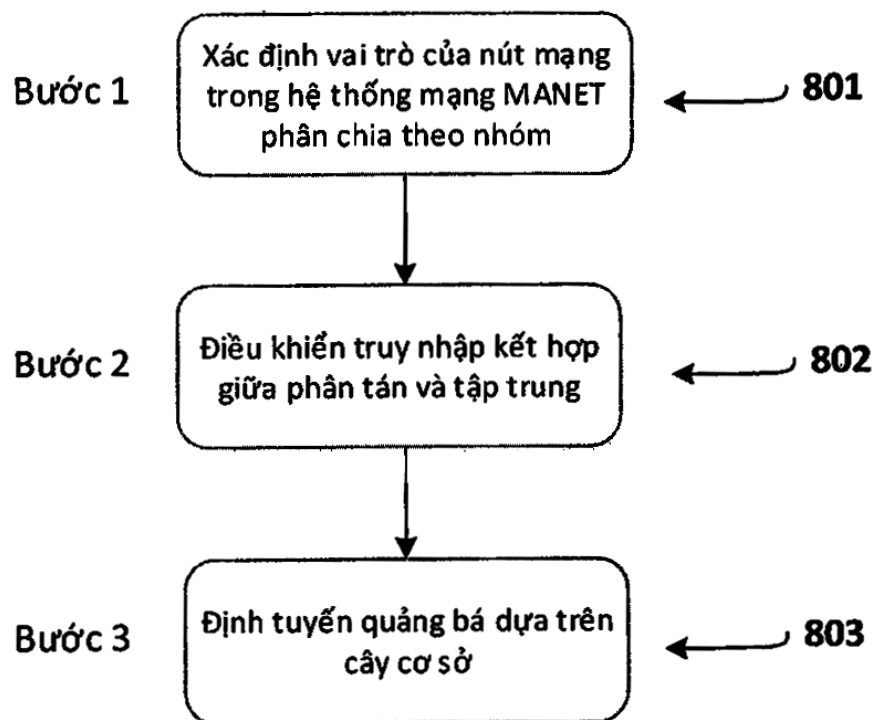 Bước 1
Xác định vai trò của nút mạng
trong hệ thống mạng MANET
phân chia theo nhóm
801
Bước 2
Điều khiển truy nhập kết hợp
giữa phân tán và tập trung
802
Bước 3
Định tuyến quảng bá dựa trên
cây cơ sở
803